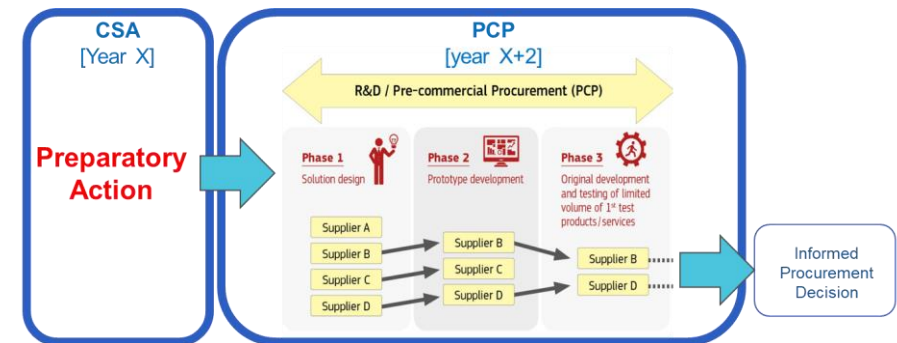 CSA
[Year X]
Preparatory
Action
PCP
[year X+2]
R&D / Pre-commercial Procurement (PCP)
Phase 1
Solution design
Supplier A
Supplier B
Supplier C
Supplier D
Phase 2
Prototype development
Supplier B
Supplier C
Supplier D
Phase 3
Original development
and testing of limited
volume of 1st test
products/services
Supplier B
Supplier D
Informed
Procurement
Decision